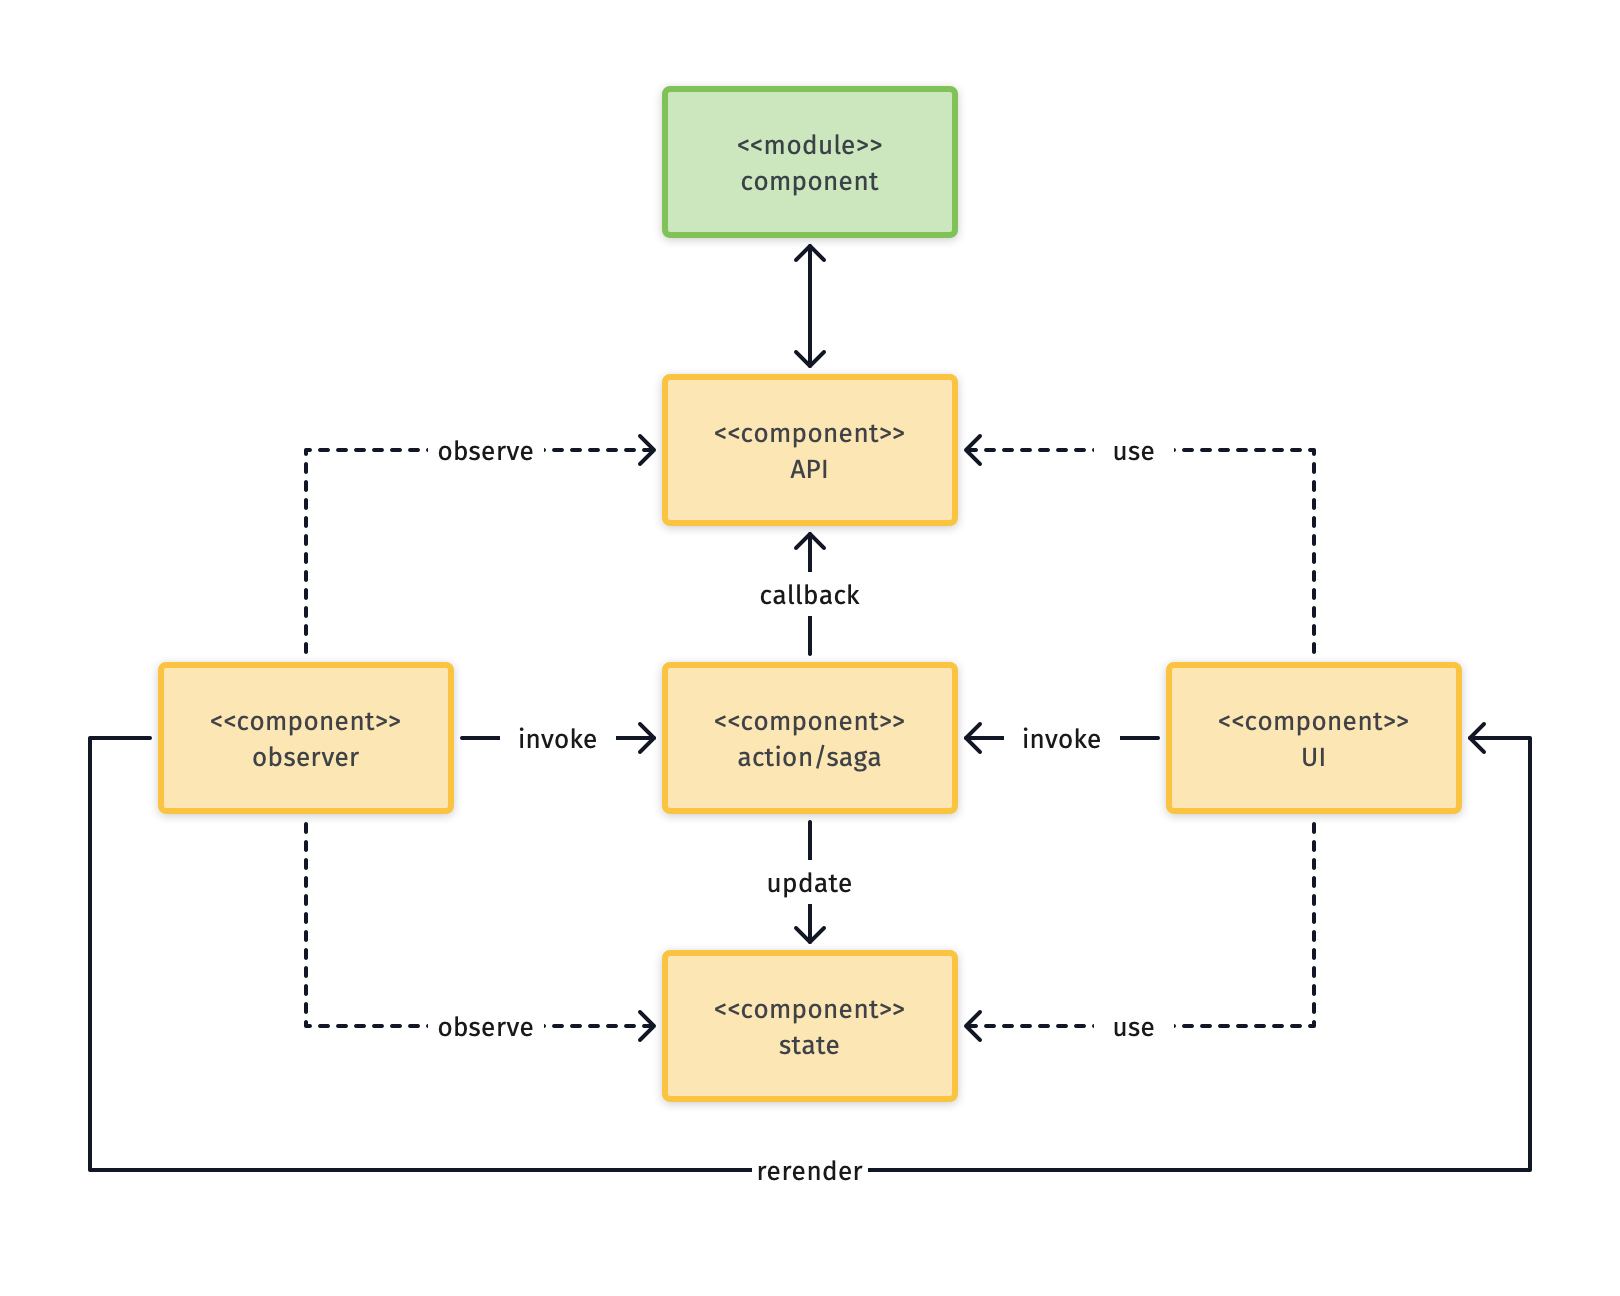 <<module>>
component
<<component>>
API
observe
use
callback
<<component>>
observer
invoke
<<component>>
action/saga
invoke
<<component>>
UI
update
<<component>>
state
observe
use
rerender